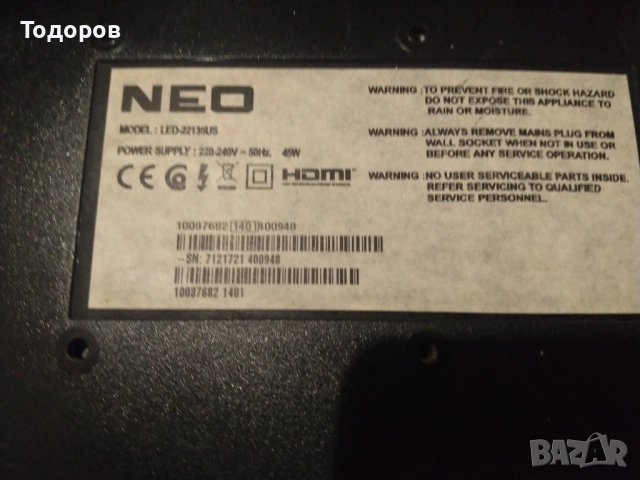 Тодоров
NEO
MODEL : LED-22135US
POWER SUPPLY : 220-240V ~ 50Hz, 45W
CE HDMI
WARNING :TO PREVENT FIRE OR SHOCK HAZARD
DO NOT EXPOSE THIS APPLIANCE TO
RAIN OR MOISTURE.
WARNING :ALWAYS REMOVE MAINS PLUG FROM
WALL SOCKET WHEN NOT IN USE OR
BEFORE ANY SERVICE OPERATION.
WARNING :NO USER SERVICEABLE PARTS INSIDE.
REFER SERVICING TO QUALIFIED
SERVICE PERSONNEL.
10087682 1401 400948
~SN: 7121721 400948
10087682 1401
BAZAR